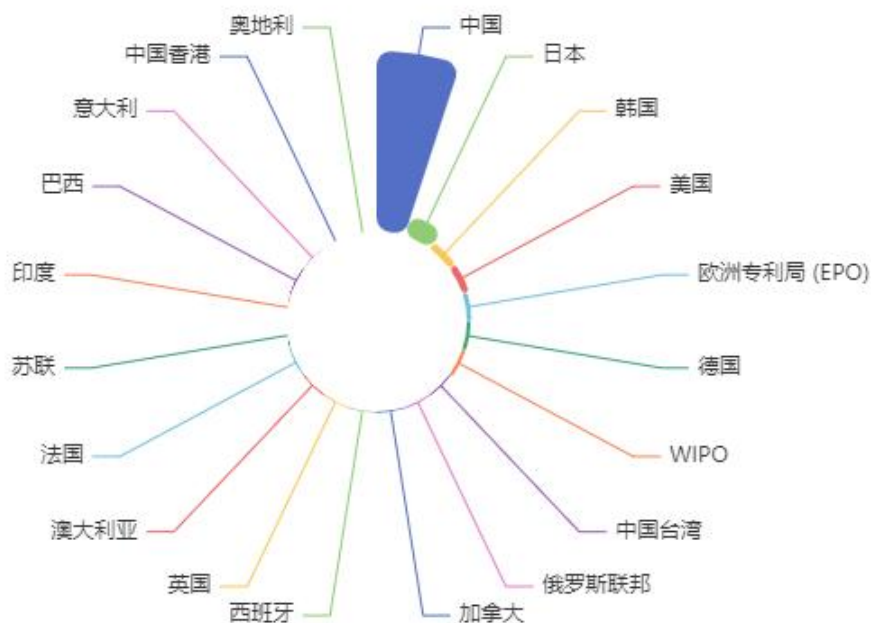 中国
日本
韩国
美国
欧洲专利局 (EPO)
德国
WIPO
中国台湾
俄罗斯联邦
加拿大
西班牙
英国
澳大利亚
法国
苏联
印度
巴西
意大利
中国香港
奥地利